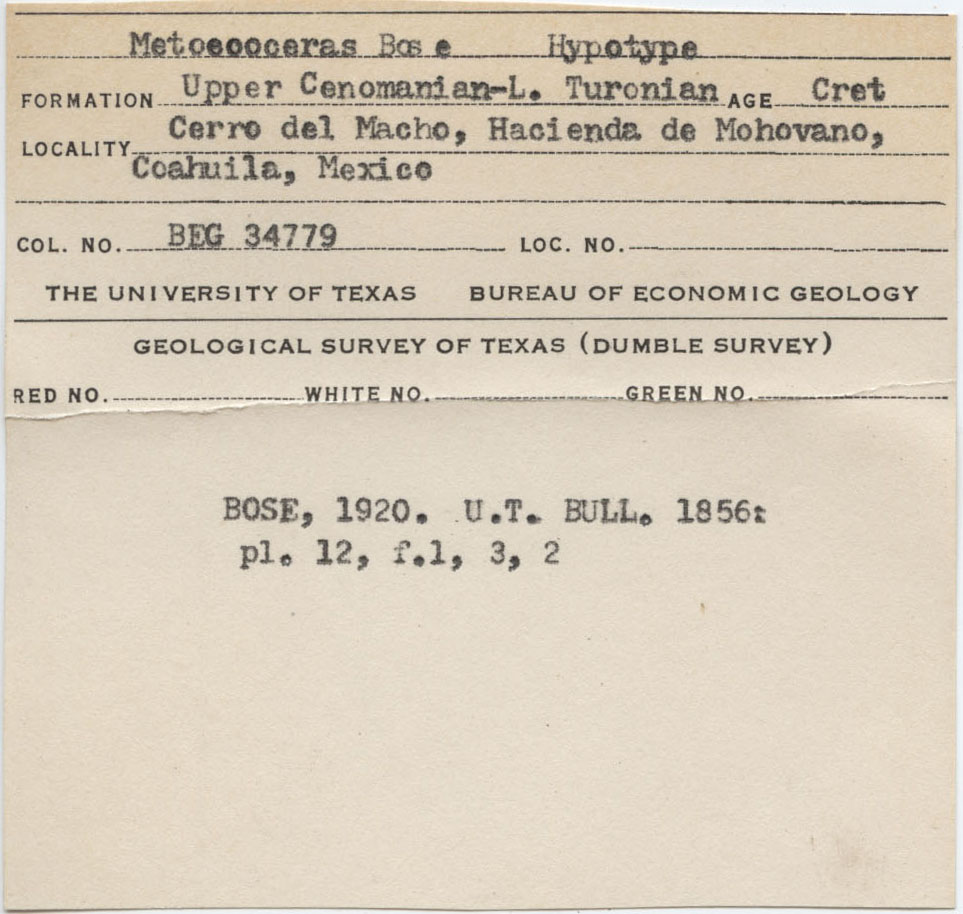 Metoeooceras Bose Hypotype
FORMATION Upper Cenomanian-L. Turonian AGE Cret
LOCALITY Cerro del Macho, Hacienda de Mohovano,
Coahuila, Mexico
COL. NO. BEG 34779 LOC. NO.
THE UNIVERSITY OF TEXAS BUREAU OF ECONOMIC GEOLOGY
GEOLOGICAL SURVEY OF TEXAS (DUMBLE SURVEY)
RED NO. WHITE NO. GREEN NO.
BOSE, 1920. U.T. BULL. 1856:
pl. 12, f.1, 3, 2